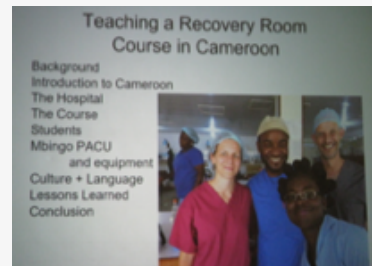 Teaching a Recovery Room
Course in Cameroon
Background
Introduction to Cameroon
The Hospital
The Course
Students
Mbingo PACU
and equipment
Culture + Language
Lessons Learned
Conclusion